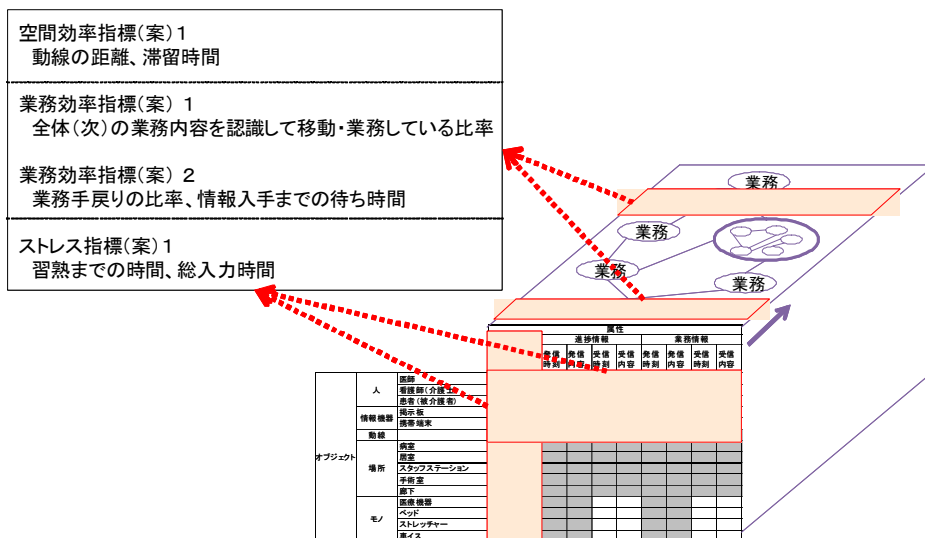 空間効率指標(案)1
動線の距離、滞留時間
業務効率指標(案) 1
全体(次)の業務内容を認識して移動・業務している比率
業務効率指標(案) 2
業務手戻りの比率、情報入手までの待ち時間
ストレス指標(案)1
習熟までの時間、総入力時間
業務
業務
業務
業務
属性
進捗情報 業務情報
発信時刻 発信内容 受信時刻 受信内容 発信時刻 発信内容 受信時刻 受信内容
オブジェクト
人
医師
看護師(介護士)
患者(被介護者)
情報機器
掲示板
携帯端末
動線
場所
病室
居室
スタッフステーション
手術室
廊下
モノ
医療機器
ベッド
ストレッチャー
車イス